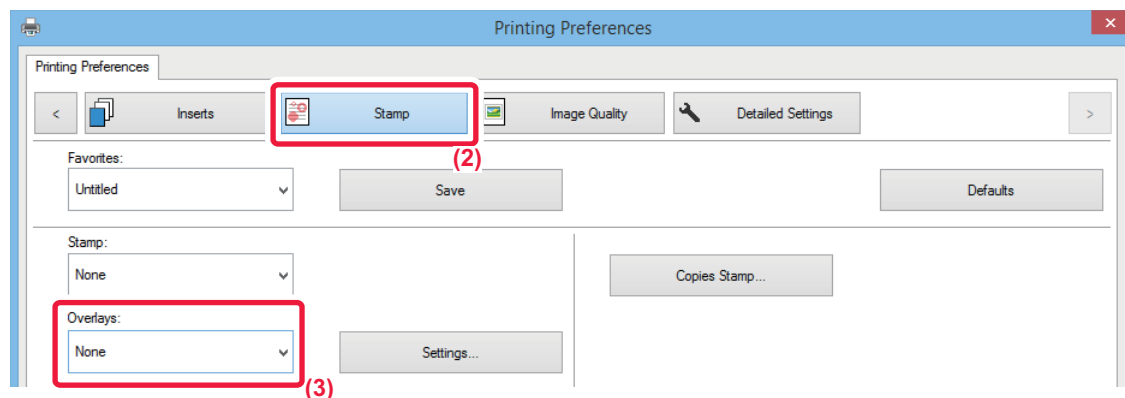 Printing Preferences
Printing Preferences
< Inserts Stamp Image Quality Detailed Settings >
(2)
Favorites:
Untitled Save Defaults
Stamp:
None Copies Stamp...
Overlays:
None Settings...
(3)